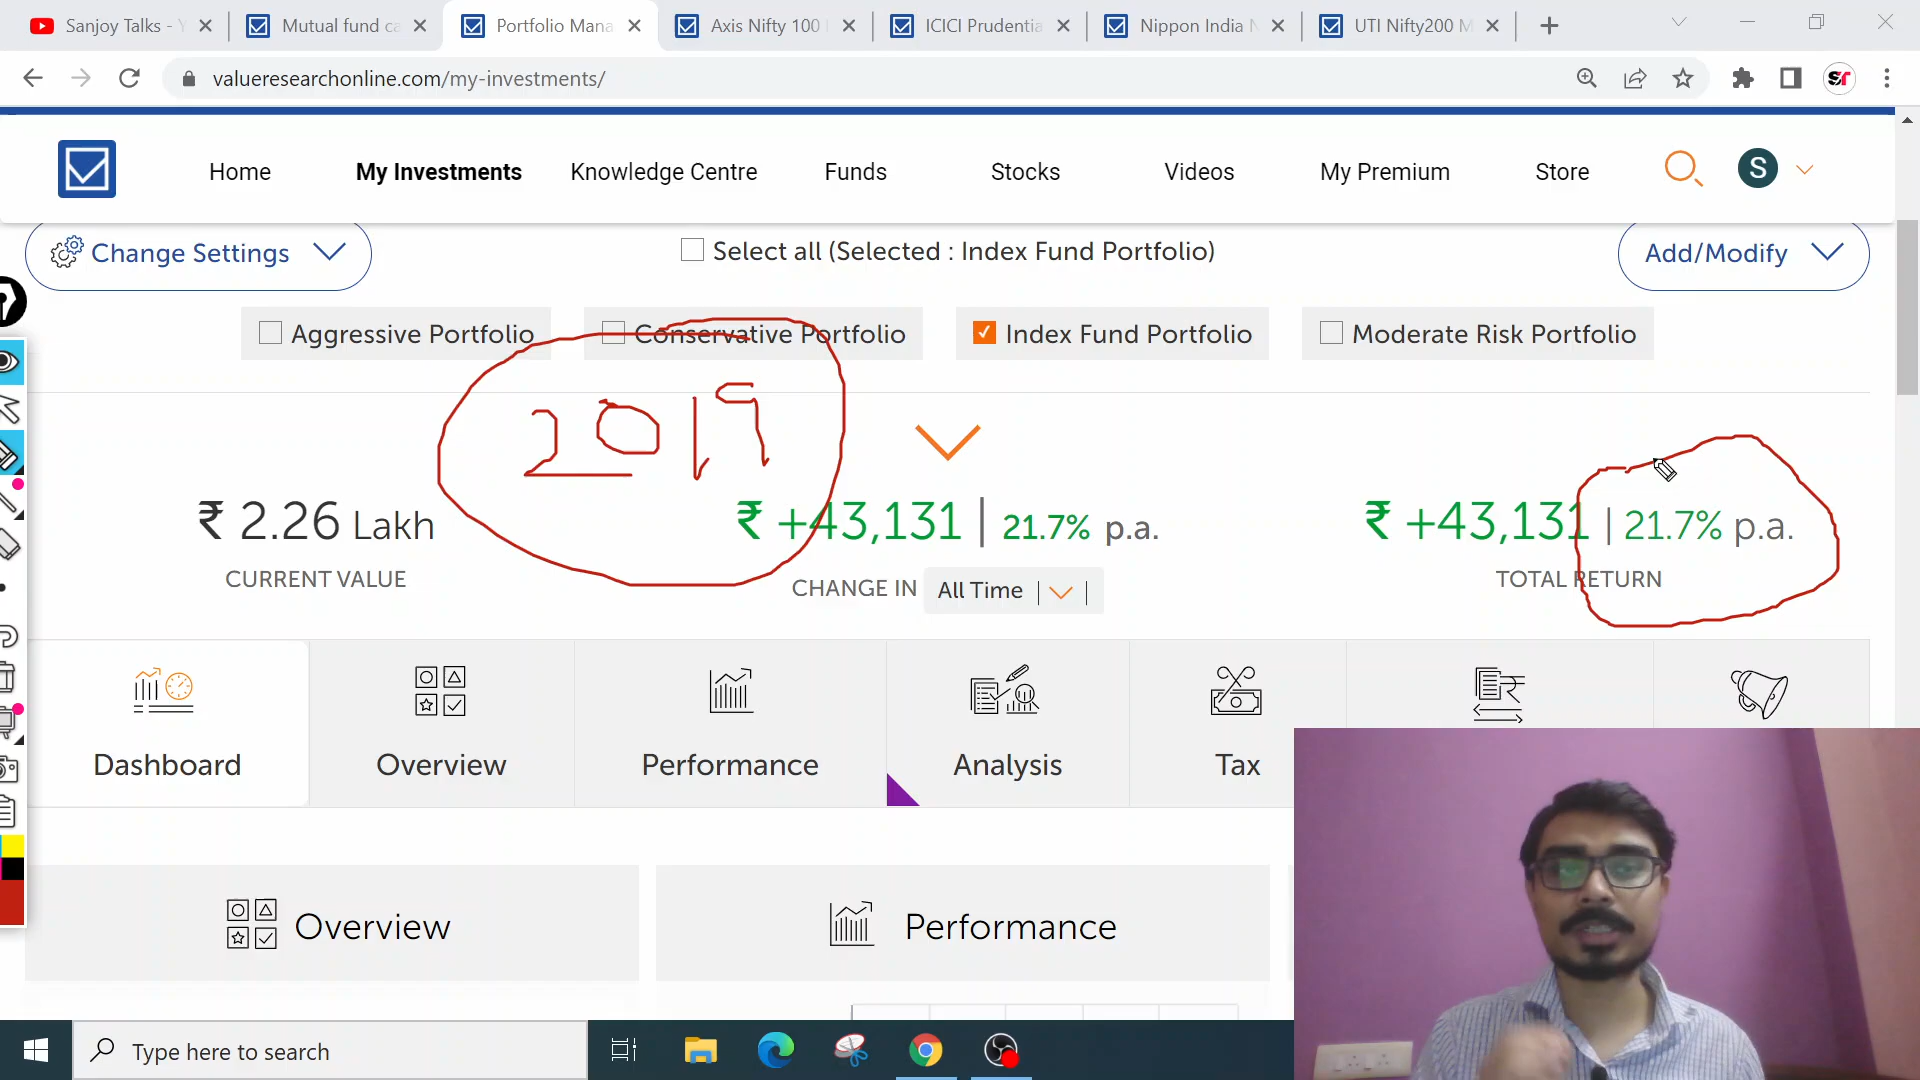 Sanjoy Talks - Y
Mutual fund ca
Portfolio Mana
Axis Nifty 100
ICICI Prudentia
Nippon India N
UTI Nifty200 M
valueresearchonline.com/my-investments/
Home
My Investments
Knowledge Centre
Funds
Stocks
Videos
My Premium
Store
S
Change Settings
Select all (Selected : Index Fund Portfolio)
Add/Modify
Aggressive Portfolio
Conservative Portfolio
Index Fund Portfolio
Moderate Risk Portfolio
2019
₹ 2.26 Lakh
CURRENT VALUE
₹ +43,131 | 21.7% p.a.
CHANGE IN All Time
₹ +43,131 | 21.7% p.a.
TOTAL RETURN
Dashboard
Overview
Performance
Analysis
Tax
Overview
Performance
Type here to search